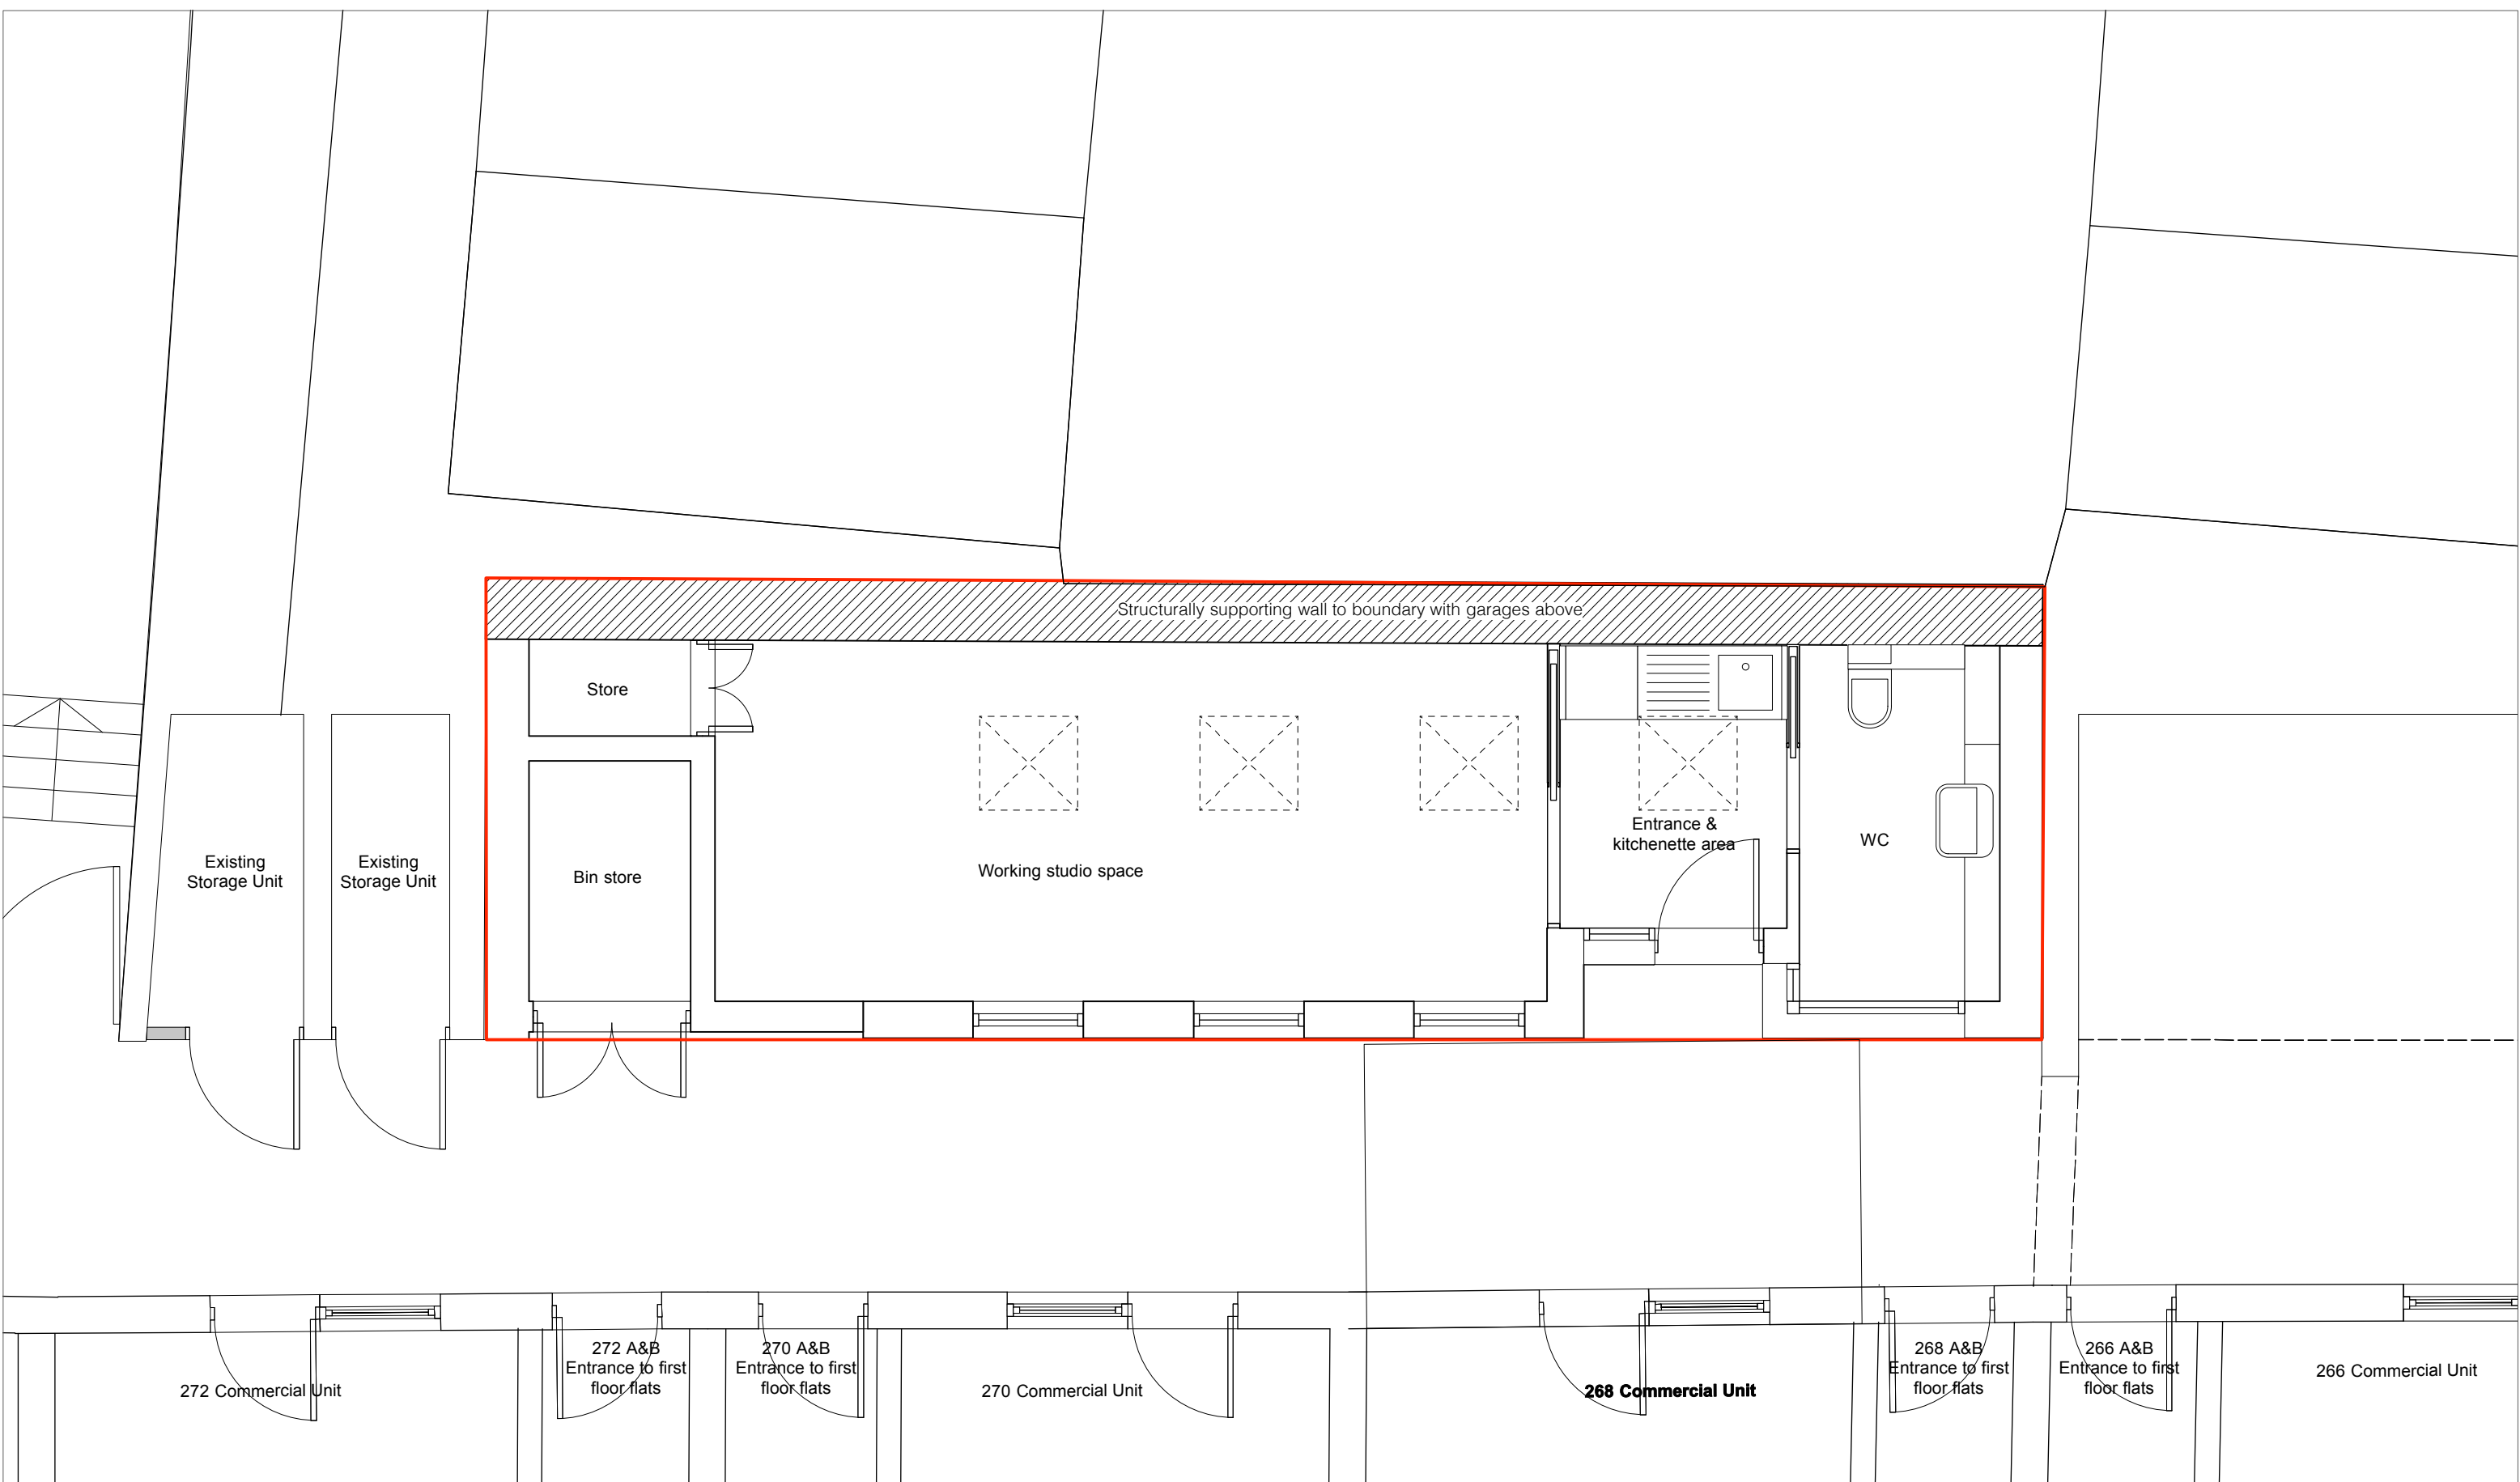 Structurally supporting wall to boundary with garages above
Store
Entrance &
kitchenette area
WC
Existing
Storage Unit
Existing
Storage Unit
Bin store
Working studio space
272 Commercial Unit
272 A&B
Entrance to first
floor flats
270 A&B
Entrance to first
floor flats
270 Commercial Unit
268 Commercial Unit
268 A&B
Entrance to first
floor flats
266 A&B
Entrance to first
floor flats
266 Commercial Unit